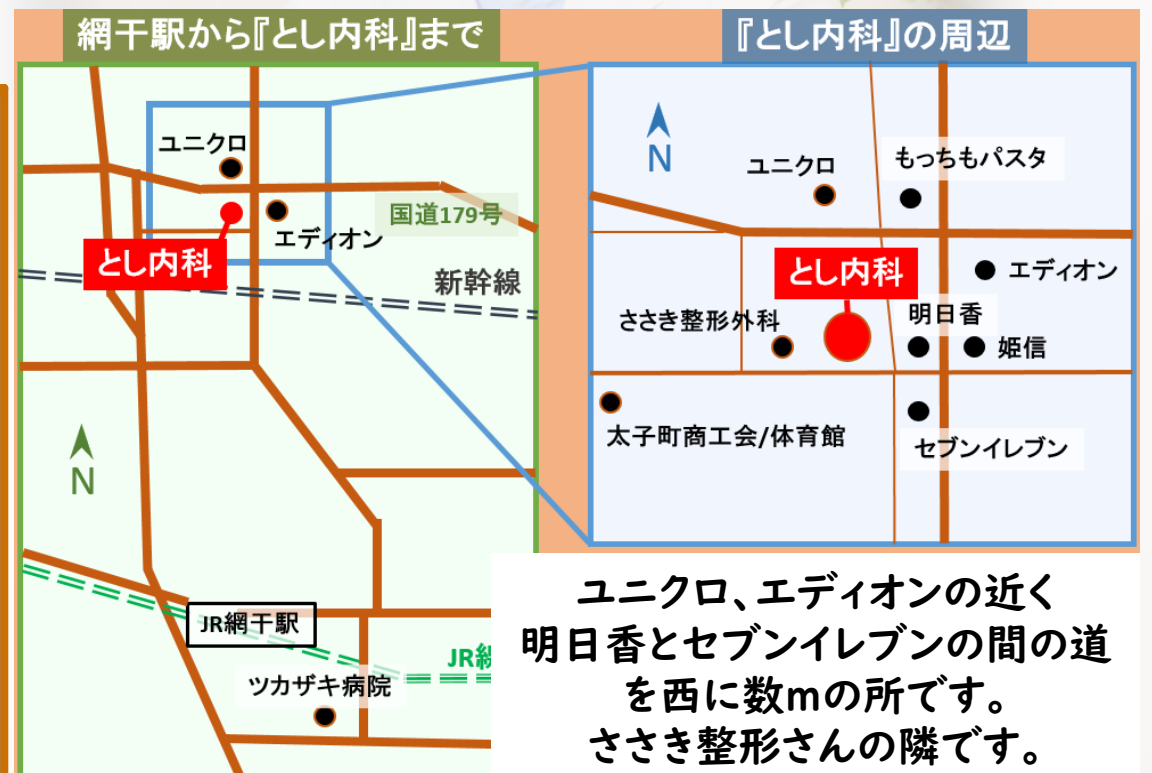 網干駅から『とし内科』まで
ユニクロ
国道179号
エディオン
とし内科
新幹線
N
JR網干駅
JR線
ツカザキ病院
『とし内科』の周辺
N
ユニクロ
もっちもパスタ
とし内科
エディオン
ささき整形外科
明日香
姫信
太子町商工会/体育館
セブンイレブン
ユニクロ、エディオンの近く
明日香とセブンイレブンの間の道
を西に数mの所です。
ささき整形さんの隣です。